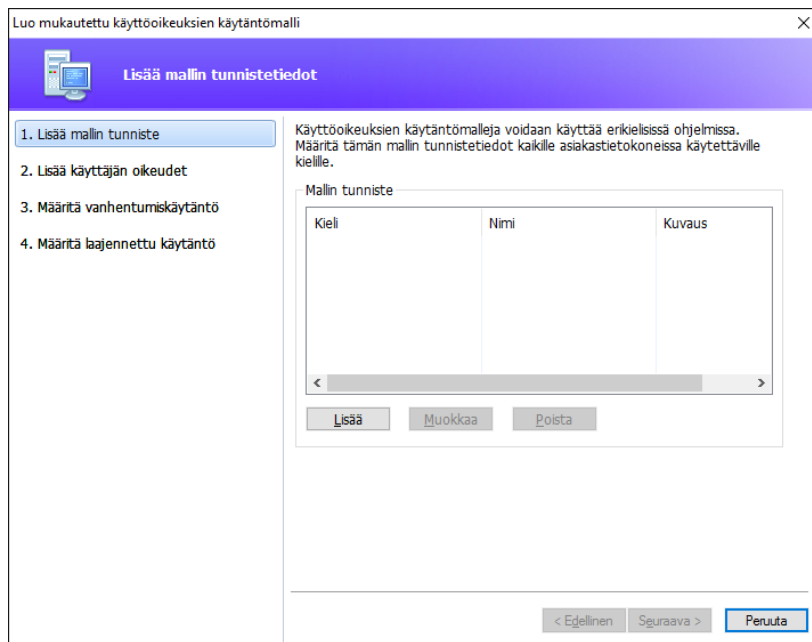 Luo mukautettu käyttöoikeuksien käytäntömalli
Lisää mallin tunnistetiedot
1. Lisää mallin tunniste
2. Lisää käyttäjän oikeudet
3. Määritä vanhentumiskäytäntö
4. Määritä laajennettu käytäntö
Käyttöoikeuksien käytäntömalleja voidaan käyttää erikielisissä ohjelmissa.
Määritä tämän mallin tunnistetiedot kaikille asiakastietokoneissa käytettäville
kielille.
Mallin tunniste
Kieli Nimi Kuvaus
Lisää Muokkaa Poista
< Edellinen Seuraava > Peruuta